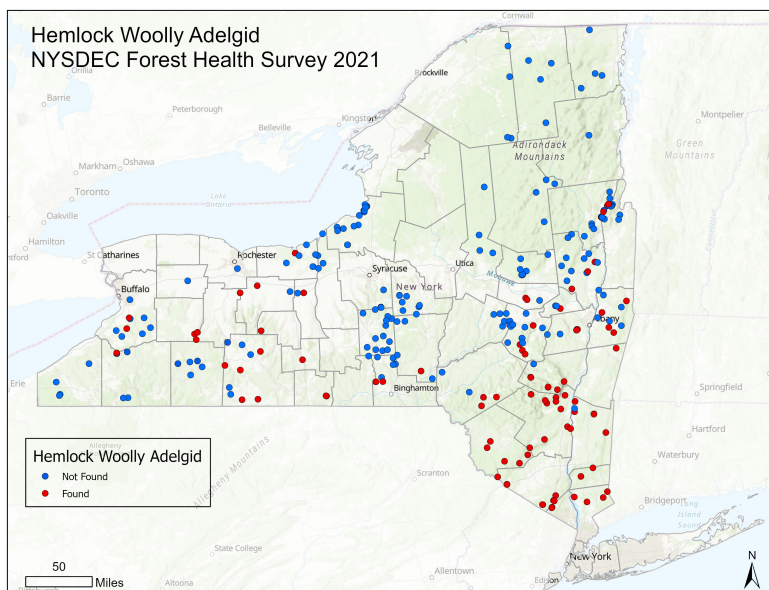 Cornwall
Hemlock Woolly Adelgid
NYSDEC Forest Health Survey 2021
Orillia
Brockville
Barrie
Kingston
Peterborough
Montpelier
Belleville
Green
Mountains
Adirondack
Mountains
Markham
Oshawa
Toronto
Lake
Ontario
Oakville
Hamilton
St Catharines
Rochester
Syracuse
Utica
Mohawk
Buffalo
New York
Albany
Erie
Binghamton
Springfield
Hartford
Allegheny
Waterbury
Hemlock Woolly Adelgid
Not Found
Found
Allegheny Mountains
Scranton
Bridgeport
Long
Island
Sound
State College
New York
50
Miles
Altoona
Allentown
Edison
N